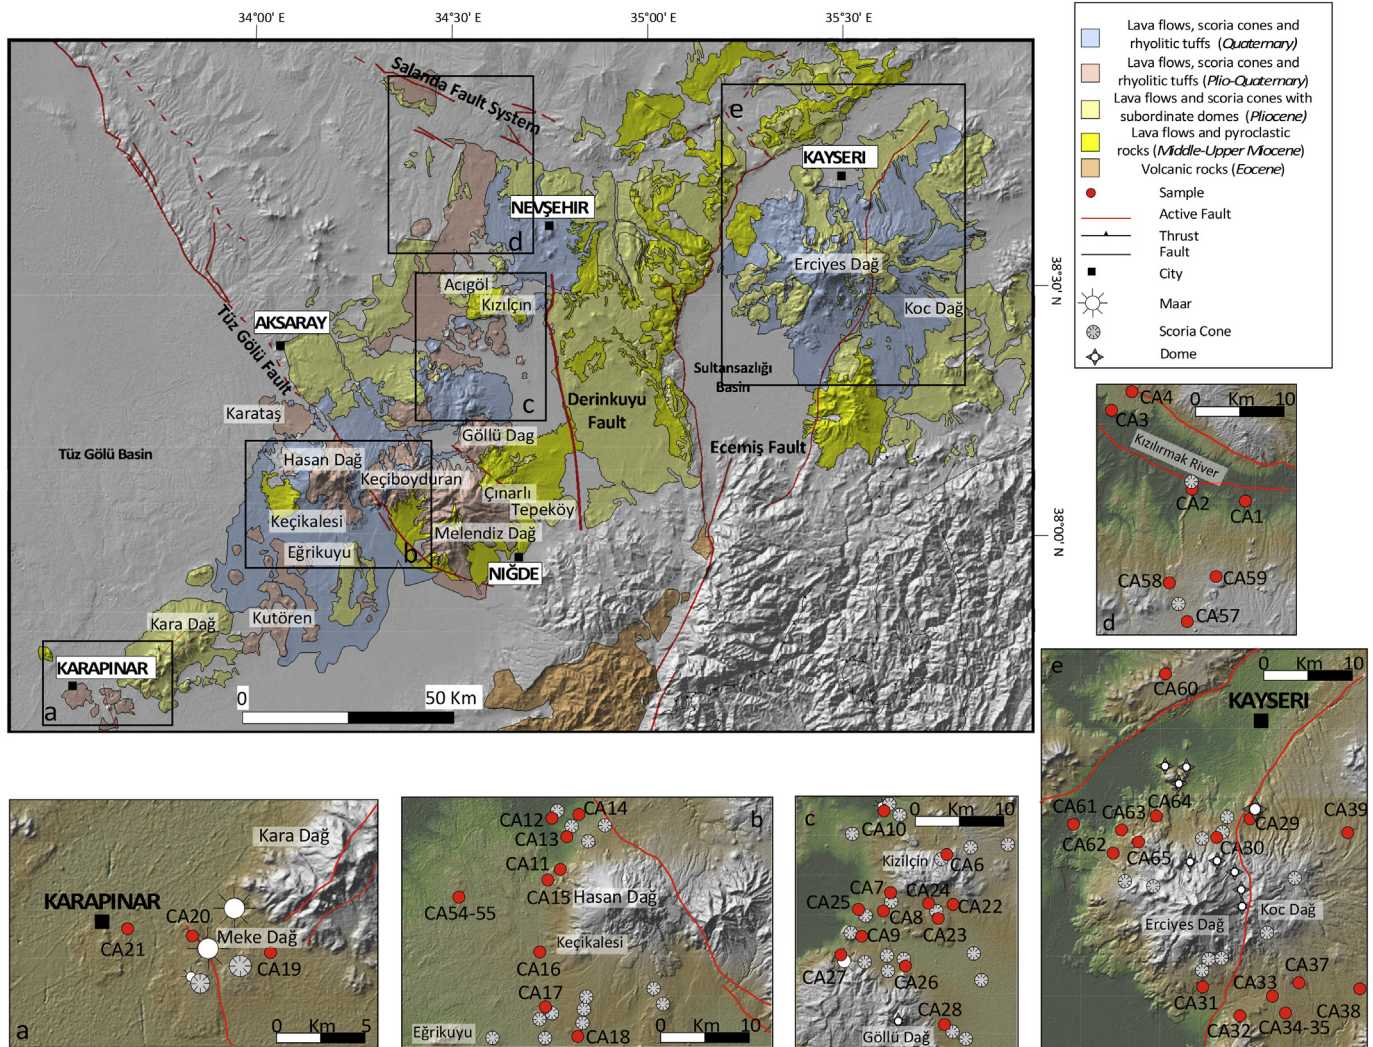 34°00' E
34°30' E
35°00' E
35°30' E
Salanda Fault System
e
KAYSERI
NEVŞEHIR
d
Erciyes Dağ
Acıgöl
Kızılçın
Koc Dağ
38°30' N
AKSARAY
Tüz Gölü Fault
Sultansazlığı
Basin
Derinkuyu
Fault
c
Karataş
Göllü Dag
Ecemiş Fault
Tüz Gölü Basin
Hasan Dağ
Keçiboyduran
Çınarlı
Tepeköy
Keçikalesi
Melendiz Dağ
Eğrikuyu
b
38°00' N
NIĞDE
Kutören
Kara Dağ
KARAPINAR
a
0
50 Km
Lava flows, scoria cones and
rhyolitic tuffs (Quaternary)
Lava flows, scoria cones and
rhyolitic tuffs (Plio-Quaternary)
Lava flows and scoria cones with
subordinate domes (Pliocene)
Lava flows and pyroclastic
rocks (Middle-Upper Miocene)
Volcanic rocks (Eocene)
Sample
Active Fault
Thrust
Fault
City
Maar
Scoria Cone
Dome
CA4
0 Km 10
CA3
Kızılırmak River
CA2
CA1
CA58
CA59
CA57
d
e
0 Km 10
CA60
KAYSERI
CA61
CA63
CA64
CA29
CA39
CA62
CA65
CA30
Erciyes Dağ
Koc Dağ
CA31
CA33
CA37
CA32
CA34-35
CA38
Kara Dağ
KARAPINAR
CA20
CA21
Meke Dağ
CA19
a
0 Km 5
CA12
CA14
b
CA13
CA11
CA15
Hasan Dağ
CA54-55
Keçikalesi
CA16
CA17
Eğrikuyu
CA18
0 Km 10
0 Km 10
CA10
c
Kizilçin
CA6
CA7
CA24
CA25
CA8
CA22
CA9
CA23
CA27
CA26
CA28
Göllü Dağ